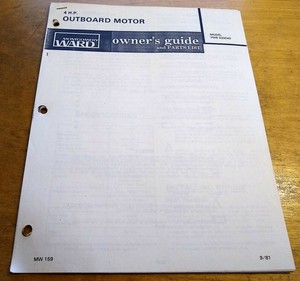 4 H.P.
OUTBOARD MOTOR
MONTGOMERY
WARD
owner's guide
and PARTS LIST
MODEL
MW 159
9/81